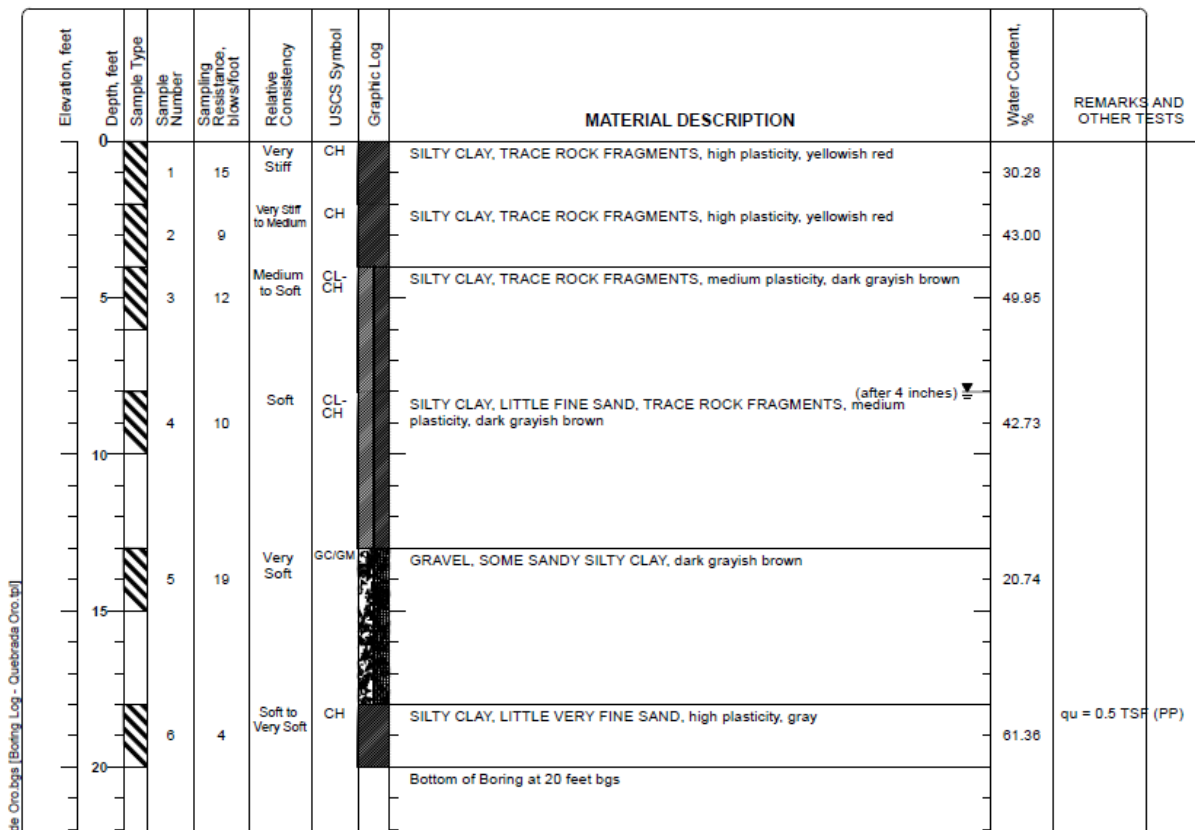 Elevation, feet
Depth, feet
Sample Type
Sample
Number
Sampling
Resistance,
blows/foot
Relative
Consistency
USCS Symbol
Graphic Log
MATERIAL DESCRIPTION
Water Content,
%
REMARKS AND
OTHER TESTS
0
Very
Stiff
CH
SILTY CLAY, TRACE ROCK FRAGMENTS, high plasticity, yellowish red
1
15
30.28
Very Stiff
to Medium
CH
SILTY CLAY, TRACE ROCK FRAGMENTS, high plasticity, yellowish red
2
9
43.00
Medium
to Soft
CL-
CH
SILTY CLAY, TRACE ROCK FRAGMENTS, medium plasticity, dark grayish brown
5
3
12
49.95
(after 4 inches)
Soft
CL-
CH
SILTY CLAY, LITTLE FINE SAND, TRACE ROCK FRAGMENTS, medium
plasticity, dark grayish brown
4
10
42.73
10
Very
Soft
GC/GM
GRAVEL, SOME SANDY SILTY CLAY, dark grayish brown
5
19
20.74
15
Soft to
Very Soft
CH
SILTY CLAY, LITTLE VERY FINE SAND, high plasticity, gray
qu = 0.5 TSF (PP)
6
4
61.36
20
Bottom of Boring at 20 feet bgs
de Oro.bgs [Boring Log - Quebrada Oro.tpl]